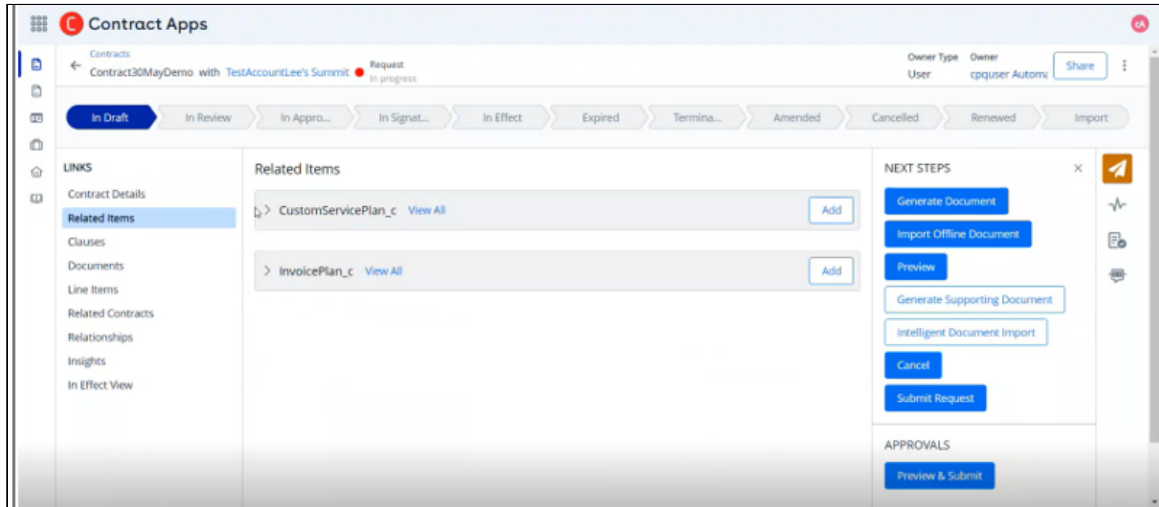 Contract Apps
cA
Contracts
Contract30MayDemo with TestAccountLee's Summit
Request
In progress
Owner Type
User
Owner
cpquser Automa
Share
In Draft
In Review
In Appro...
In Signat...
In Effect
Expired
Termina...
Amended
Cancelled
Renewed
Import
LINKS
Contract Details
Related Items
Clauses
Documents
Line Items
Related Contracts
Relationships
Insights
In Effect View
Related Items
CustomServicePlan_c View All
Add
InvoicePlan_c View All
Add
NEXT STEPS
Generate Document
Import Offline Document
Preview
Generate Supporting Document
Intelligent Document Import
Cancel
Submit Request
APPROVALS
Preview & Submit